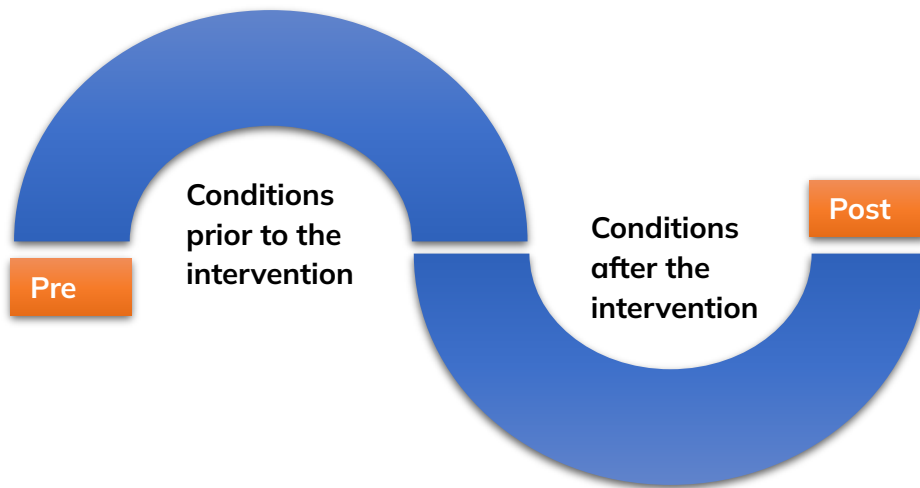 Pre
Conditions
prior to the
intervention
Conditions
after the
intervention
Post